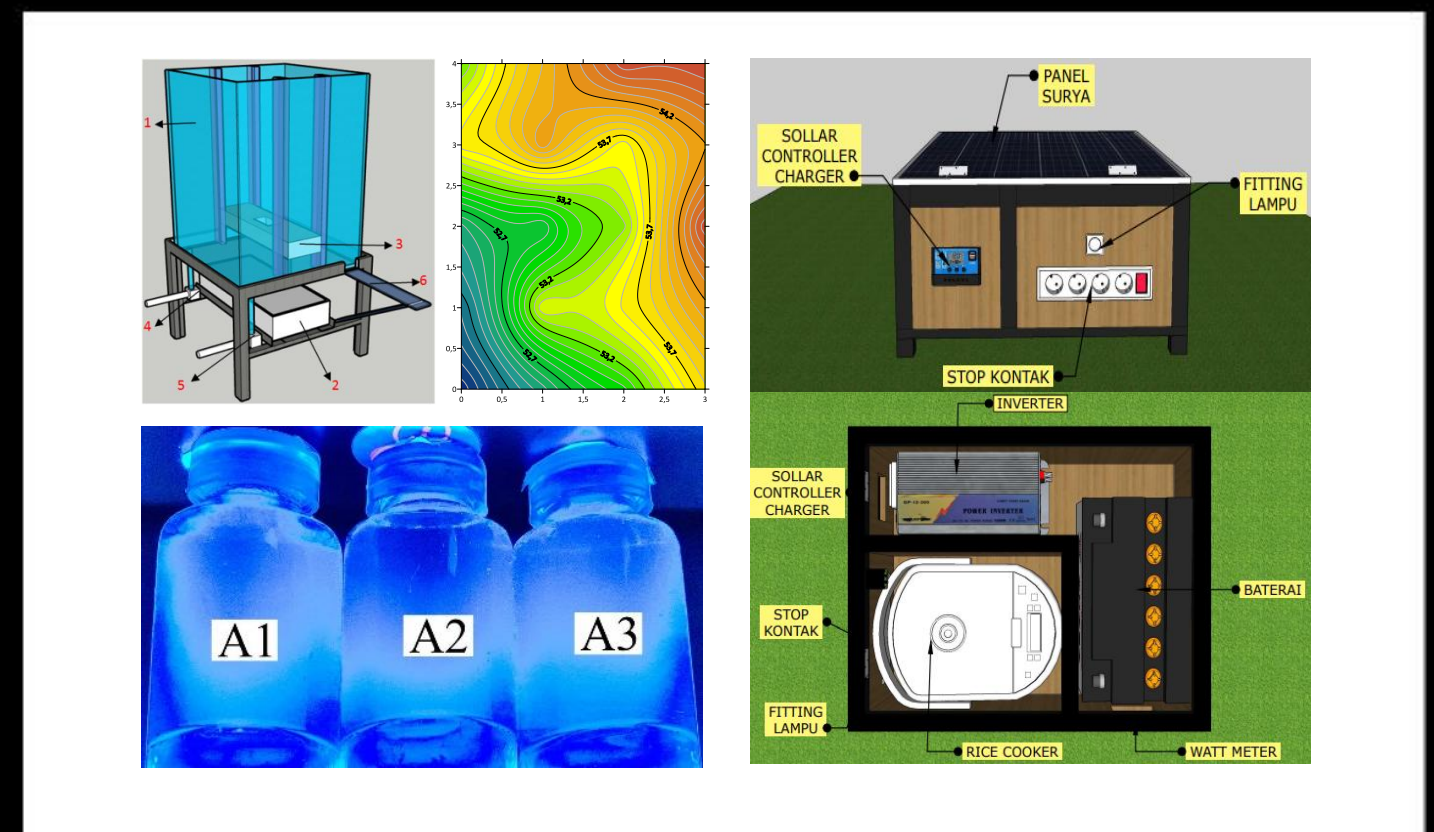 1
3
6
4
5
2
4
3,5
3
2,5
2
1,5
1
0,5
0
0
0,5
1
1,5
2
2,5
3
54,2
53,7
53,2
52,7
53,7
53,2
53,7
52,7
53,2
A1
A2
A3
PANEL
SURYA
SOLLAR
CONTROLLER
CHARGER
FITTING
LAMPU
STOP KONTAK
INVERTER
SOLLAR
CONTROLLER
CHARGER
POWER INVERTER
BATERAI
STOP
KONTAK
FITTING
LAMPU
RICE COOKER
WATT METER